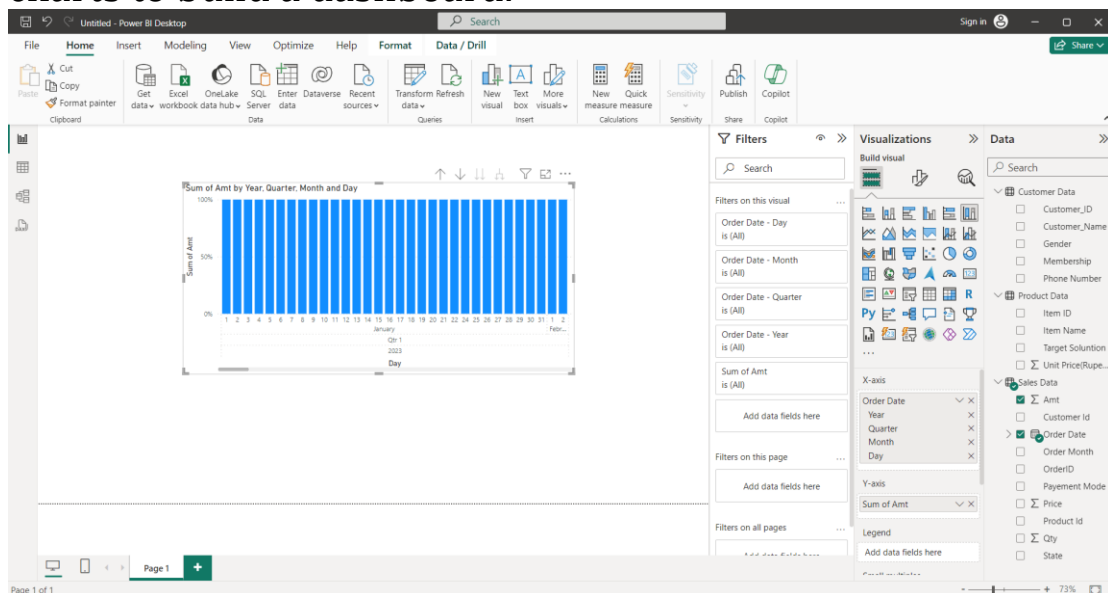 charts to build a dashboard.
Untitled - Power BI Desktop
Search
Sign in
File Home Insert Modeling View Optimize Help Format Data / Drill
Share
Paste
Cut
Copy
Format painter
Clipboard
Get data
Excel workbook
OneLake data hub
SQL Server
Enter data
Dataverse
Recent sources
Data
Transform data
Refresh
Queries
New visual
Text box
More visuals
Insert
New measure
Quick measure
Calculations
Sensitivity
Sensitivity
Publish
Share
Copilot
Copilot
Sum of Amt by Year, Quarter, Month and Day
Sum of Amt
100%
50%
0%
1 2 3 4 5 6 7 8 9 10 11 12 13 14 15 16 17 18 19 20 21 22 23 24 25 26 27 28 29 30 31 1 2
January Febr...
Qtr 1
2023
Day
Filters
Search
Filters on this visual ...
Order Date - Day
is (All)
Order Date - Month
is (All)
Order Date - Quarter
is (All)
Order Date - Year
is (All)
Sum of Amt
is (All)
Add data fields here
Filters on this page ...
Add data fields here
Filters on all pages ...
Visualizations
Build visual
R
Py
123
...
X-axis
Order Date
Year
Quarter
Month
Day
Y-axis
Sum of Amt
Legend
Add data fields here
Data
Search
Customer Data
Customer_ID
Customer_Name
Gender
Membership
Phone Number
Product Data
Item ID
Item Name
Target Soluntion
Unit Price(Rupe...
Sales Data
Amt
Customer Id
Order Date
Order Month
OrderID
Payement Mode
Price
Product Id
Qty
State
Page 1
Page 1 of 1
73%